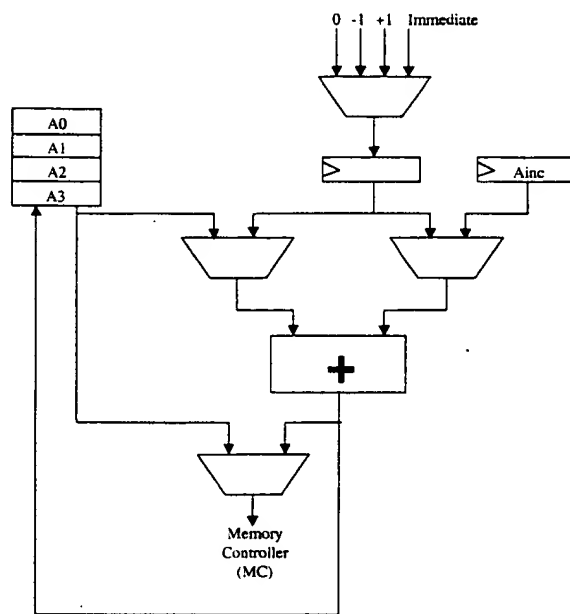 0 -1 +1 Immediate
A0
A1
A2
A3
Ainc
+
Memory
Controller
(MC)